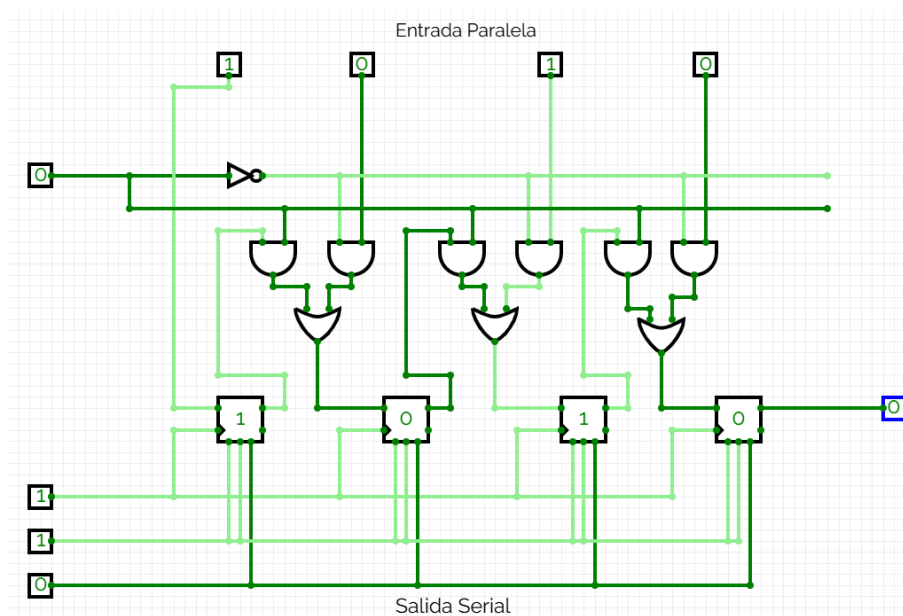 Entrada Paralela
1 0 1 0
0
1 0 1 0 0
1
1
0
Salida Serial